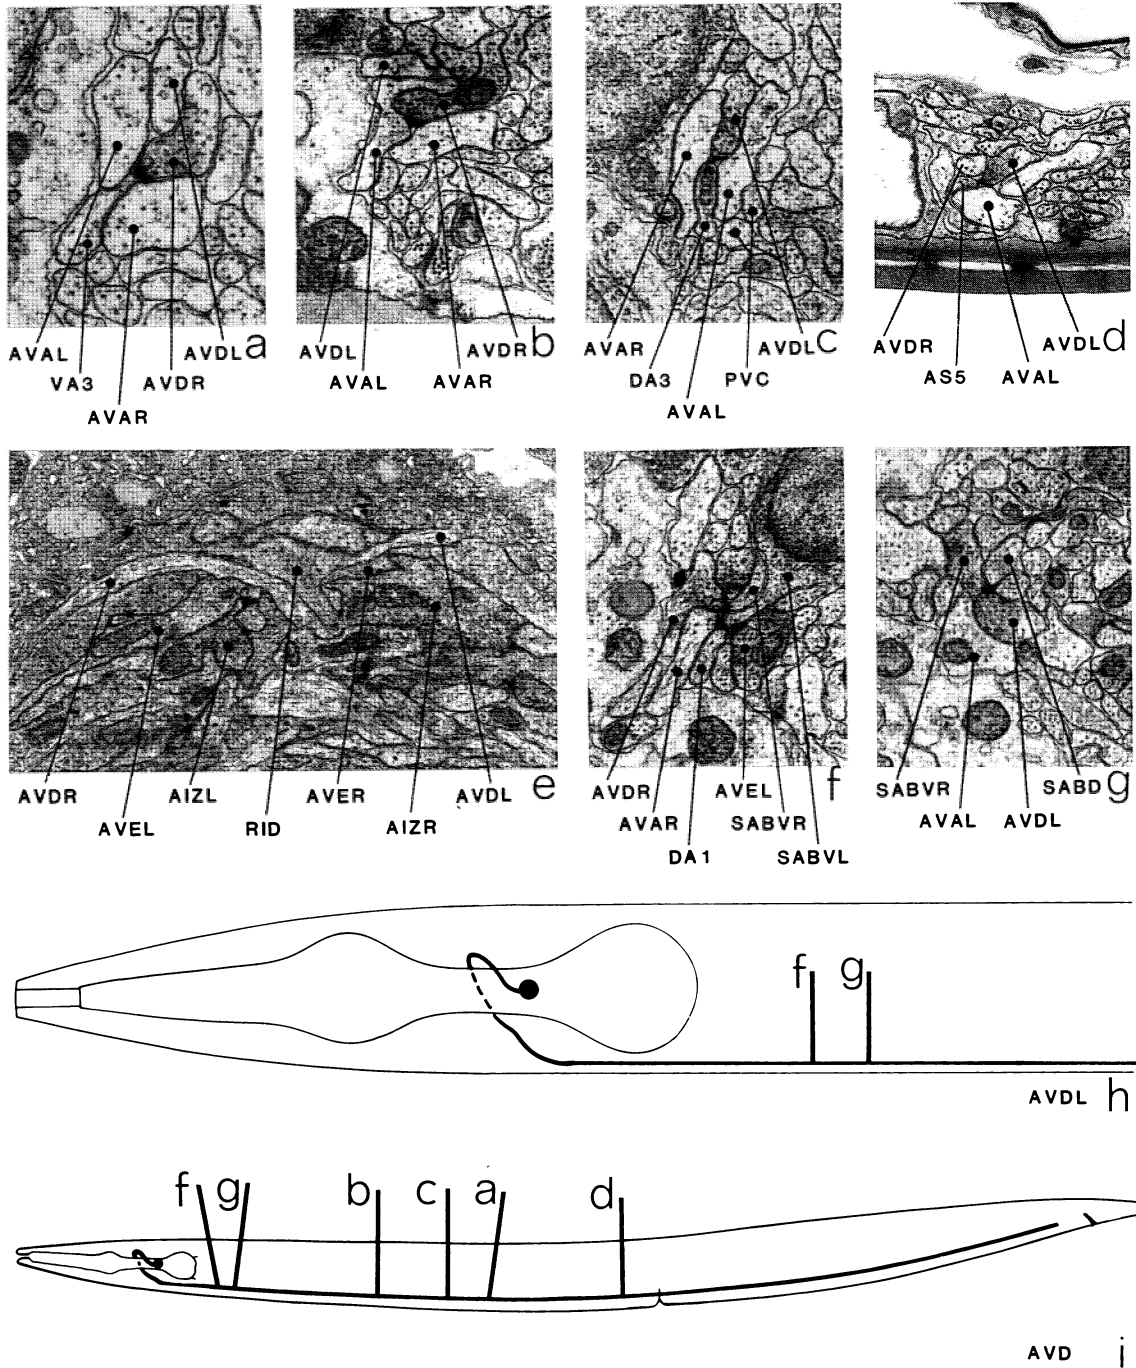 AVAL AVDL a
VA3 AVDR
AVAR
AVDL AVDR b
AVAL AVAR
AVAR AVDL c
DA3 PVC
AVAL
AVDR AVDL d
AS5 AVAL
AVDR AIZL AVER AVDL e
AVEL RID AIZR
AVDR AVEL f
AVAR SABVR
DA1 SABVL
SABVR SABD g
AVAL AVDL
f g
AVDL h
f g b c a d
AVD i